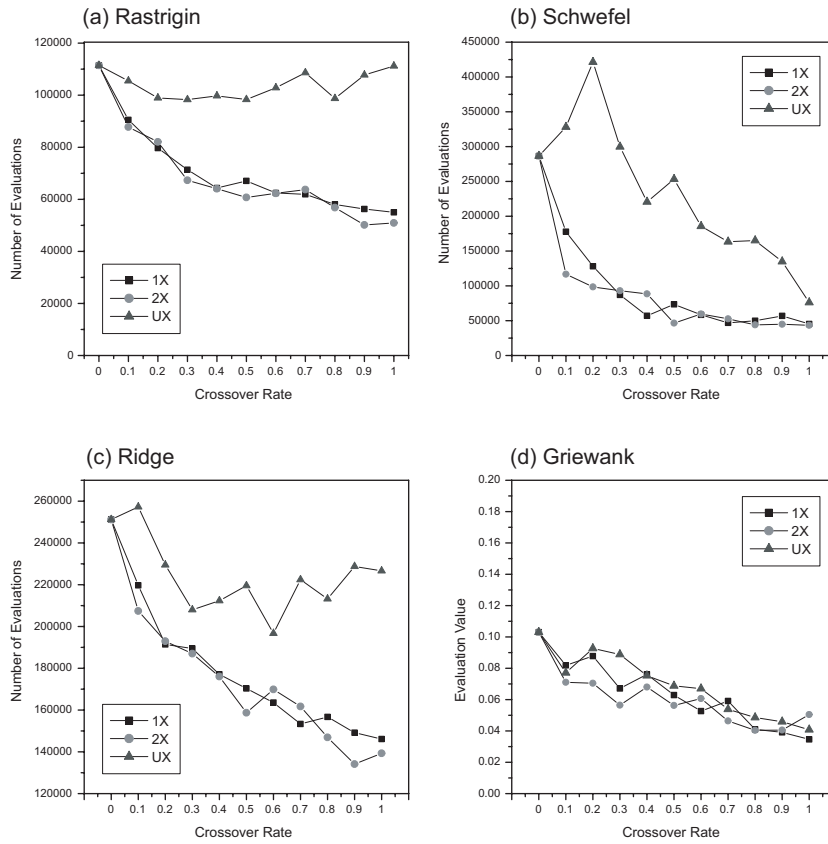 (a) Rastrigin
120000
100000
80000
60000
40000
20000
0
Number of Evaluations
1X
2X
UX
0 0.1 0.2 0.3 0.4 0.5 0.6 0.7 0.8 0.9 1
Crossover Rate
(b) Schwefel
450000
400000
350000
300000
250000
200000
150000
100000
50000
0
Number of Evaluations
1X
2X
UX
0 0.1 0.2 0.3 0.4 0.5 0.6 0.7 0.8 0.9 1
Crossover Rate
(c) Ridge
260000
240000
220000
200000
180000
160000
140000
120000
Number of Evaluations
1X
2X
UX
0 0.1 0.2 0.3 0.4 0.5 0.6 0.7 0.8 0.9 1
Crossover Rate
(d) Griewank
0.20
0.18
0.16
0.14
0.12
0.10
0.08
0.06
0.04
0.02
0.00
Evaluation Value
1X
2X
UX
0 0.1 0.2 0.3 0.4 0.5 0.6 0.7 0.8 0.9 1
Crossover Rate